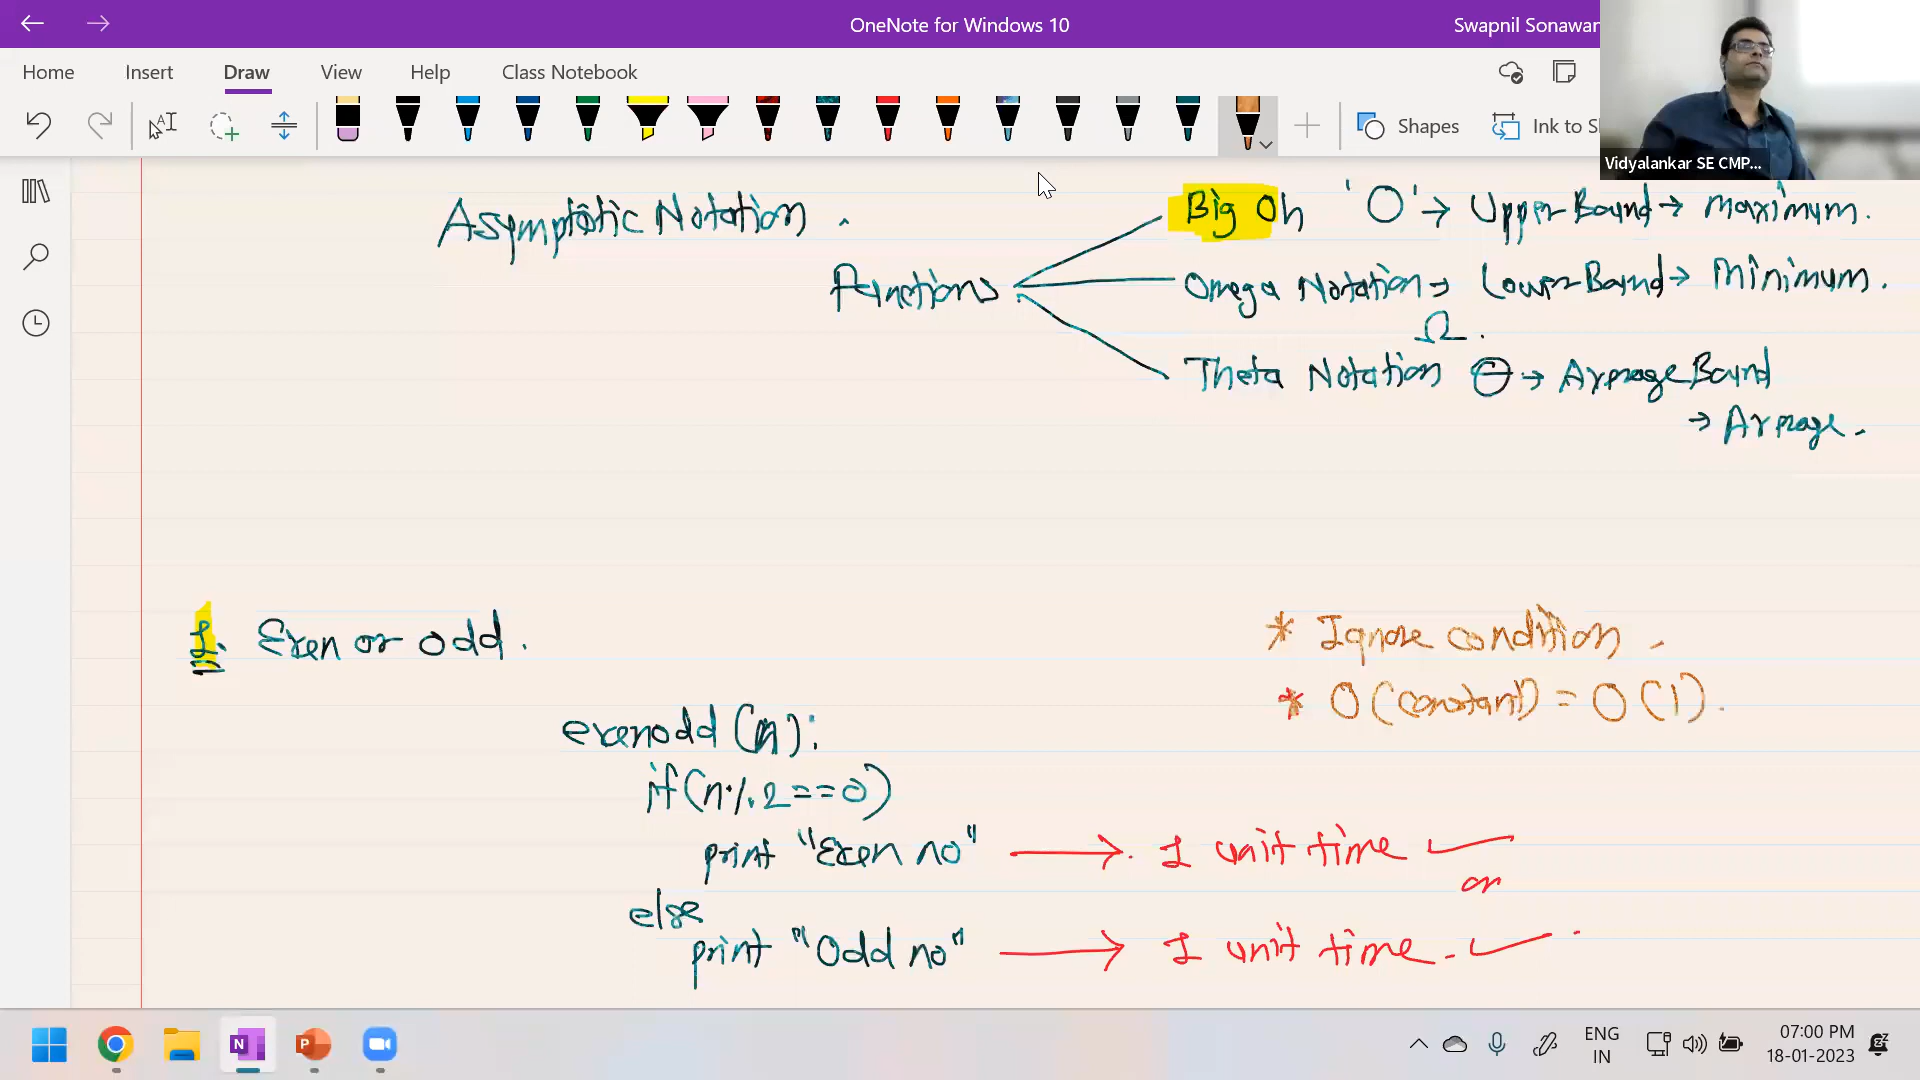 OneNote for Windows 10
Swapnil Sonawar
Home Insert Draw View Help Class Notebook
Shapes
Ink to S
Vidyalankar SE CMP...
Asymptotic Notation.
Functions
Big Oh 'O' → Upper Bound → maximum.
Omega Notation → Lower Bound → Minimum.
Ω.
Theta Notation Θ → Average Bound
→ Average.
1. Even or odd.
* Ignore condition.
* O(constant) = O(1).
evenodd (n):
if(n%2==0)
print "Even no" → 1 unit time
or
else
print "Odd no" → 1 unit time.
ENG
IN
07:00 PM
18-01-2023